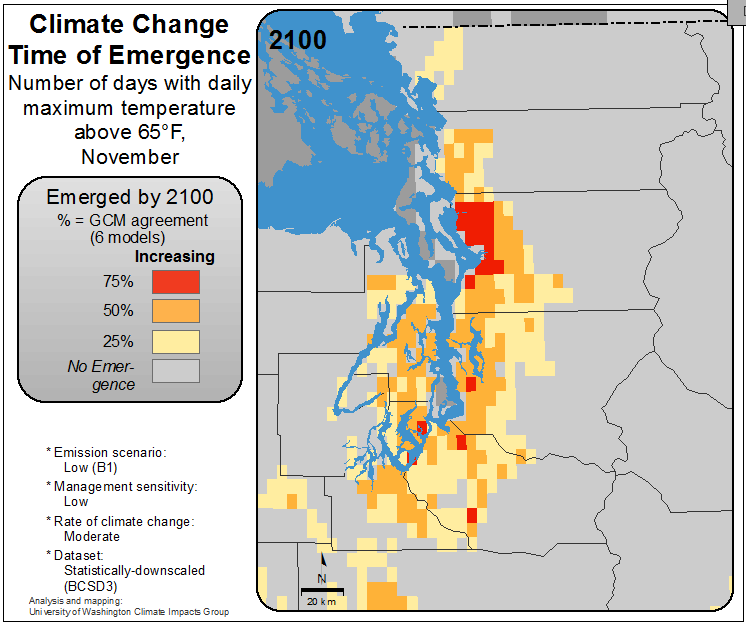 Climate Change
Time of Emergence
Number of days with daily
maximum temperature
above 65°F,
November
2100
Emerged by 2100
% = GCM agreement
(6 models)
Increasing
75%
50%
25%
No Emer-
gence
* Emission scenario:
Low (B1)
* Management sensitivity:
Low
* Rate of climate change:
Moderate
* Dataset:
Statistically-downscaled
(BCSD3)
Analysis and mapping:
University of Washington Climate Impacts Group
N
20 km